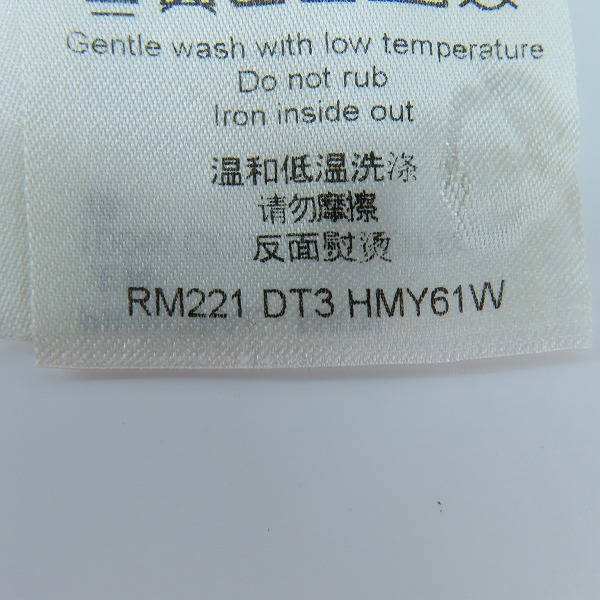 Gentle wash with low temperature
Do not rub
Iron inside out
温和低温洗涤
请勿摩擦
反面熨烫
RM221 DT3 HMY61W